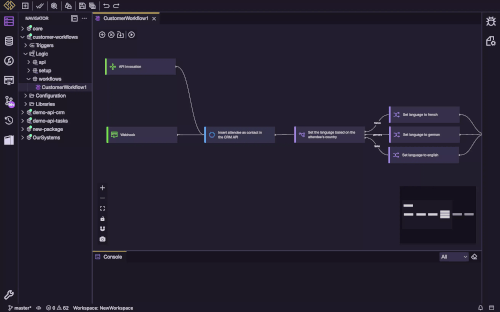 NAVIGATOR
core
customer-workflows
Triggers
Logic
api
setup
workflows
CustomerWorkflow1
Configuration
Libraries
demo-api-crm
demo-api-tasks
new-package
OurSystems
CustomerWorkflow1
API Invocation
Webhook
Insert attendee as contact in
the CRM API
Set the language based on the
attendee's country
Set language to french
Set language to german
Set language to english
Console
All
master*
6
62
Workspace: NewWorkspace